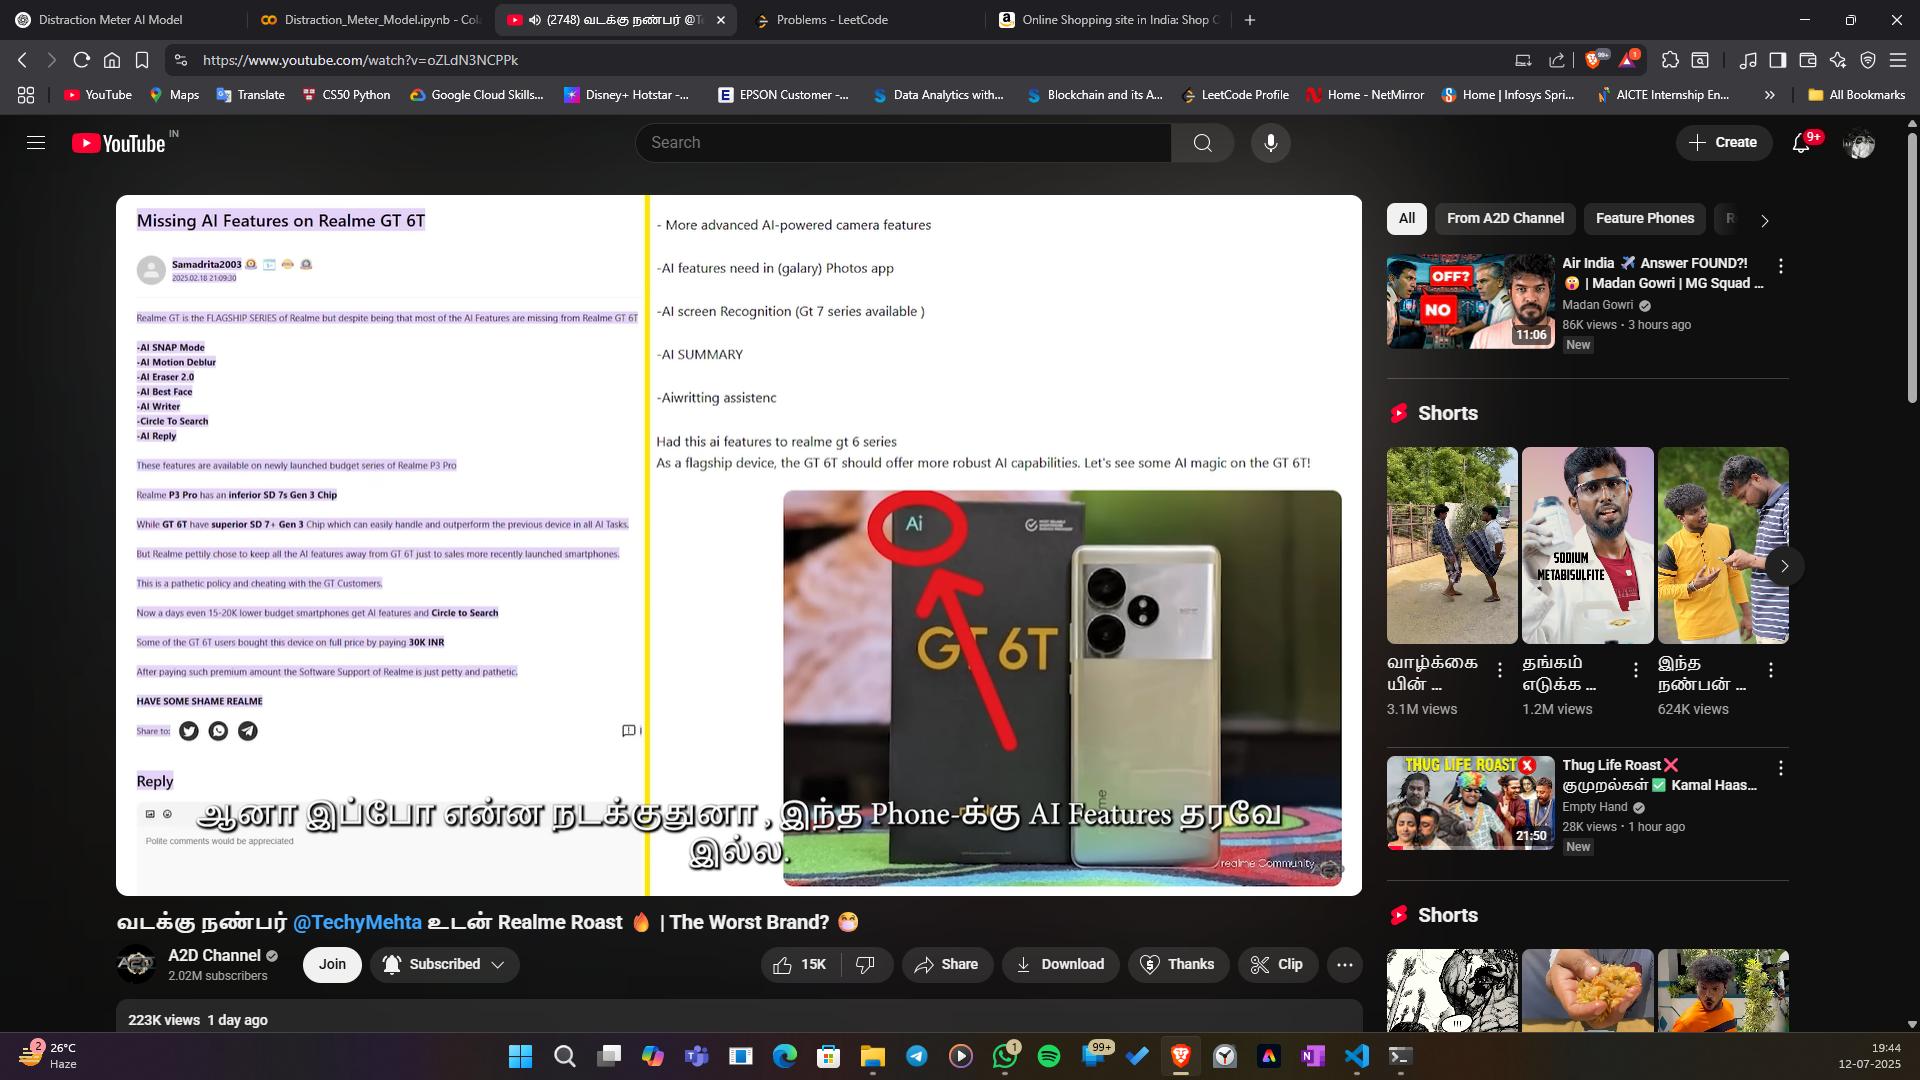 Distraction Meter AI Model
Distraction_Meter_Model.ipynb - Col
(2748) வடக்கு நண்பர் @T
Problems - LeetCode
Online Shopping site in India: Shop
https://www.youtube.com/watch?v=oZLdN3NCPPk
99+
1
YouTube
Maps
Translate
CS50 Python
Google Cloud Skills...
Disney+ Hotstar -...
EPSON Customer -...
Data Analytics with...
Blockchain and its A...
LeetCode Profile
Home - NetMirror
Home | Infosys Spri...
AICTE Internship En...
All Bookmarks
YouTube IN
Search
Create
9+
Missing AI Features on Realme GT 6T
Samadrita2003
2025.02.18 21:09:30
Realme GT is the FLAGSHIP SERIES of Realme but despite being that most of the AI Features are missing from Realme GT 6T
-AI SNAP Mode
-AI Motion Deblur
-AI Eraser 2.0
-AI Best Face
-AI Writer
-Circle To Search
-AI Reply
These features are available on newly launched budget series of Realme P3 Pro
Realme P3 Pro has an inferior SD 7s Gen 3 Chip
While GT 6T have superior SD 7+ Gen 3 Chip which can easily handle and outperform the previous device in all AI Tasks.
But Realme pettily chose to keep all the AI features away from GT 6T just to sales more recently launched smartphones.
This is a pathetic policy and cheating with the GT Customers.
Now a days even 15-20K lower budget smartphones get AI features and Circle to Search
Some of the GT 6T users bought this device on full price by paying 30K INR
After paying such premium amount the Software Support of Realme is just petty and pathetic.
HAVE SOME SHAME REALME
Share to:
Reply
Polite comments would be appreciated
- More advanced AI-powered camera features
-AI features need in (galary) Photos app
-AI screen Recognition (Gt 7 series available )
-AI SUMMARY
-Aiwritting assistenc
Had this ai features to realme gt 6 series
As a flagship device, the GT 6T should offer more robust AI capabilities. Let's see some AI magic on the GT 6T!
Ai
GT 6T
realme
realme Community
ஆனா இப்போ என்ன நடக்குதுனா , இந்த Phone-க்கு AI Features தரவே
இல்ல.
வடக்கு நண்பர் @TechyMehta உடன் Realme Roast 🔥 | The Worst Brand? 😷
A2D Channel
2.02M subscribers
Join
Subscribed
15K
Share
Download
Thanks
Clip
223K views 1 day ago
All
From A2D Channel
Feature Phones
OFF?
NO
11:06
Air India ✈️ Answer FOUND?!
😱 | Madan Gowri | MG Squad ...
Madan Gowri
86K views • 3 hours ago
New
Shorts
SODIUM
METABISULFITE
வாழ்க்கை
யின் ...
3.1M views
தங்கம்
எடுக்க ...
1.2M views
இந்த
நண்பன் ...
624K views
THUG LIFE ROAST
21:50
Thug Life Roast❌
குமுறல்கள்✅ Kamal Haas...
Empty Hand
28K views • 1 hour ago
New
Shorts
!!!
2
26°C
Haze
1
99+
19:44
12-07-2025